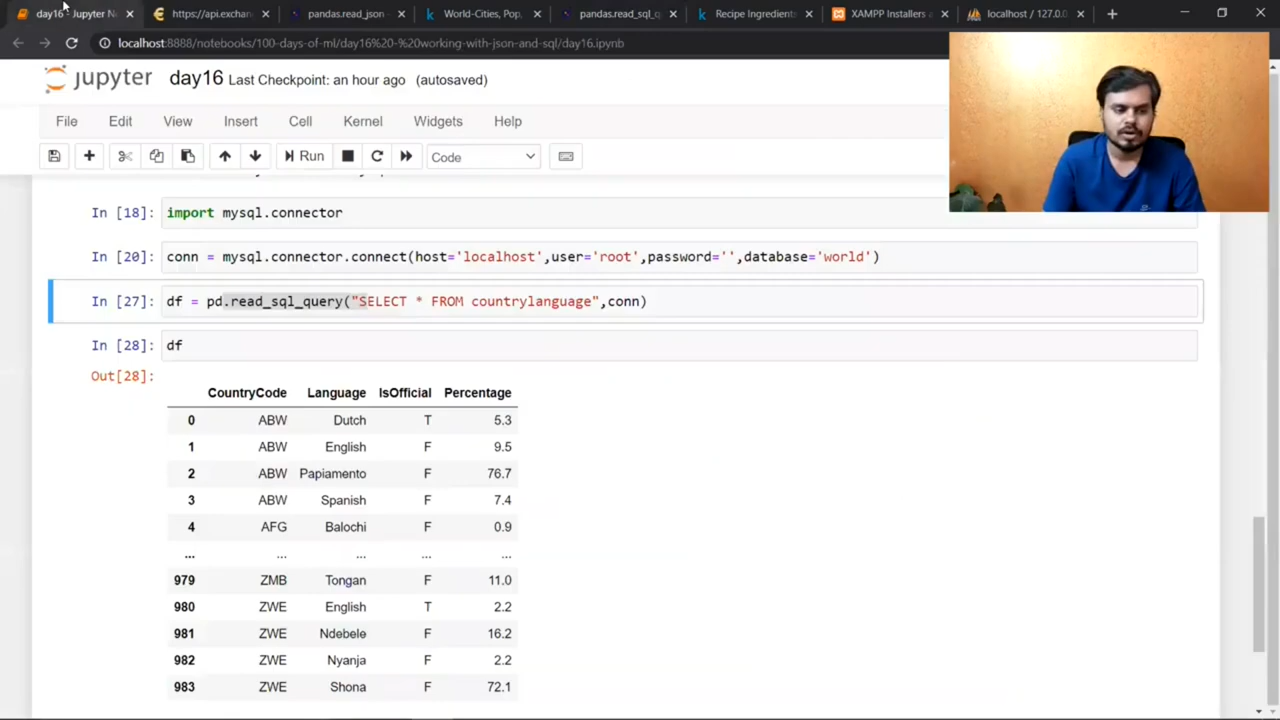 day16 - Jupyter N
https://api.exchan
pandas.read_json
World-Cities, Pop
pandas.read_sql_q
Recipe Ingredients
XAMPP Installers a
localhost / 127.0.0
localhost:8888/notebooks/100-days-of-ml/day16%20-%20working-with-json-and-sql/day16.ipynb
jupyter day16 Last Checkpoint: an hour ago (autosaved)
File Edit View Insert Cell Kernel Widgets Help
Run Code
In [18]: import mysql.connector
In [20]: conn = mysql.connector.connect(host='localhost',user='root',password='',database='world')
In [27]: df = pd.read_sql_query("SELECT * FROM countrylanguage",conn)
In [28]: df
Out[28]:
CountryCode Language IsOfficial Percentage
0 ABW Dutch T 5.3
1 ABW English F 9.5
2 ABW Papiamento F 76.7
3 ABW Spanish F 7.4
4 AFG Balochi F 0.9
... ... ... ... ...
979 ZMB Tongan F 11.0
980 ZWE English T 2.2
981 ZWE Ndebele F 16.2
982 ZWE Nyanja F 2.2
983 ZWE Shona F 72.1